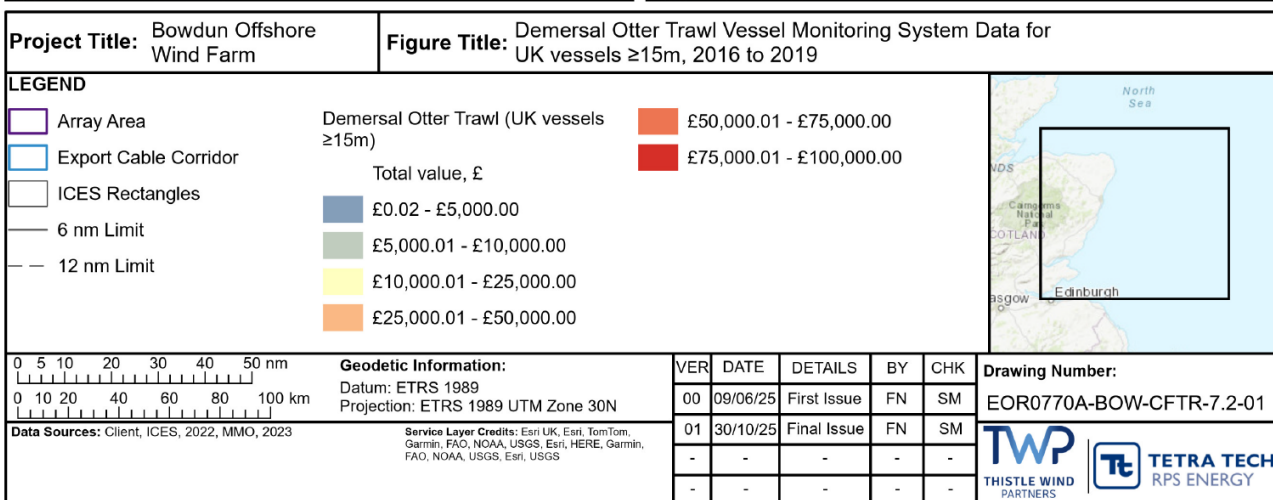 Project Title: Bowdun Offshore
Wind Farm
Figure Title: Demersal Otter Trawl Vessel Monitoring System Data for
UK vessels ≥15m, 2016 to 2019
LEGEND
Array Area
Export Cable Corridor
ICES Rectangles
6 nm Limit
12 nm Limit
Demersal Otter Trawl (UK vessels
≥15m)
Total value, £
£0.02 - £5,000.00
£5,000.01 - £10,000.00
£10,000.01 - £25,000.00
£25,000.01 - £50,000.00
£50,000.01 - £75,000.00
£75,000.01 - £100,000.00
North
Sea
NDS
Cairngorms
National
Park
COTLAND
asgow
Edinburgh
0 5 10 20 30 40 50 nm
0 10 20 40 60 80 100 km
Geodetic Information:
Datum: ETRS 1989
Projection: ETRS 1989 UTM Zone 30N
Data Sources: Client, ICES, 2022, MMO, 2023
Service Layer Credits: Esri UK, Esri, TomTom,
Garmin, FAO, NOAA, USGS, Esri, HERE, Garmin,
FAO, NOAA, USGS, Esri, USGS
VER DATE DETAILS BY CHK
00 09/06/25 First Issue FN SM
01 30/10/25 Final Issue FN SM
- - - - -
- - - - -
Drawing Number:
EOR0770A-BOW-CFTR-7.2-01
TWP
THISTLE WIND
PARTNERS
Tt
TETRA TECH
RPS ENERGY